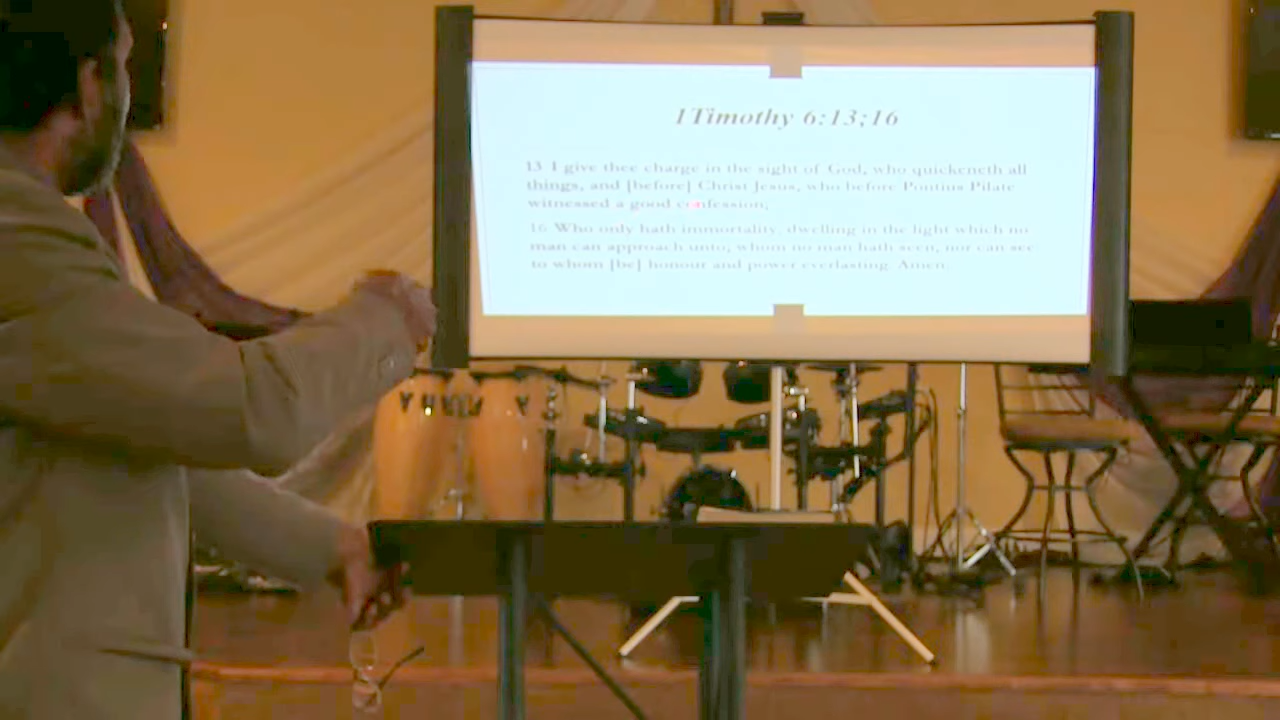 1Timothy 6:13;16
13 I give thee charge in the sight of God, who quickeneth all
things, and [before] Christ Jesus, who before Pontius Pilate
witnessed a good confession;
16 Who only hath immortality, dwelling in the light which no
man can approach unto; whom no man hath seen, nor can see
to whom [be] honour and power everlasting. Amen.